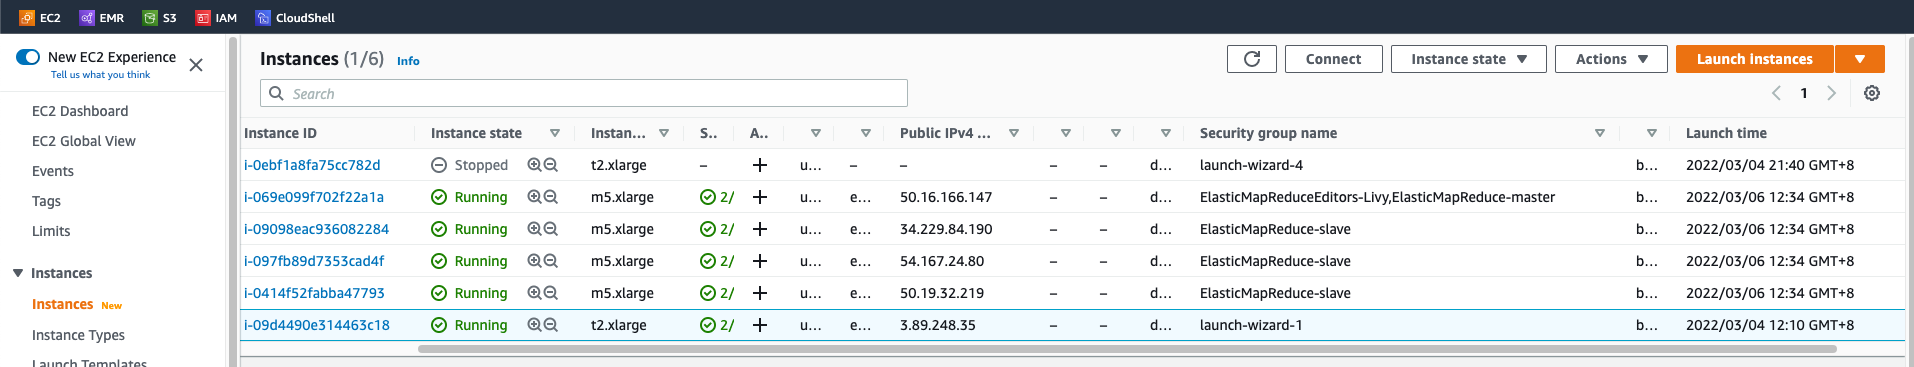 EC2 EMR S3 IAM CloudShell
New EC2 Experience
Tell us what you think
EC2 Dashboard
EC2 Global View
Events
Tags
Limits
Instances
Instances New
Instance Types
Launch Templates
Instances (1/6) Info
Connect Instance state Actions Launch instances
Search
1
Instance ID Instance state Instan... S.. A.. Public IPv4 ... Security group name Launch time
i-0ebf1a8fa75cc782d Stopped t2.xlarge – + u... – – – – d... launch-wizard-4 b... 2022/03/04 21:40 GMT+8
i-069e099f702f22a1a Running m5.xlarge 2/ + u... e... 50.16.166.147 – – d... ElasticMapReduceEditors-Livy,ElasticMapReduce-master b... 2022/03/06 12:34 GMT+8
i-09098eac936082284 Running m5.xlarge 2/ + u... e... 34.229.84.190 – – d... ElasticMapReduce-slave b... 2022/03/06 12:34 GMT+8
i-097fb89d7353cad4f Running m5.xlarge 2/ + u... e... 54.167.24.80 – – d... ElasticMapReduce-slave b... 2022/03/06 12:34 GMT+8
i-0414f52fabba47793 Running m5.xlarge 2/ + u... e... 50.19.32.219 – – d... ElasticMapReduce-slave b... 2022/03/06 12:34 GMT+8
i-09d4490e314463c18 Running t2.xlarge 2/ + u... e... 3.89.248.35 – – d... launch-wizard-1 b... 2022/03/04 12:10 GMT+8